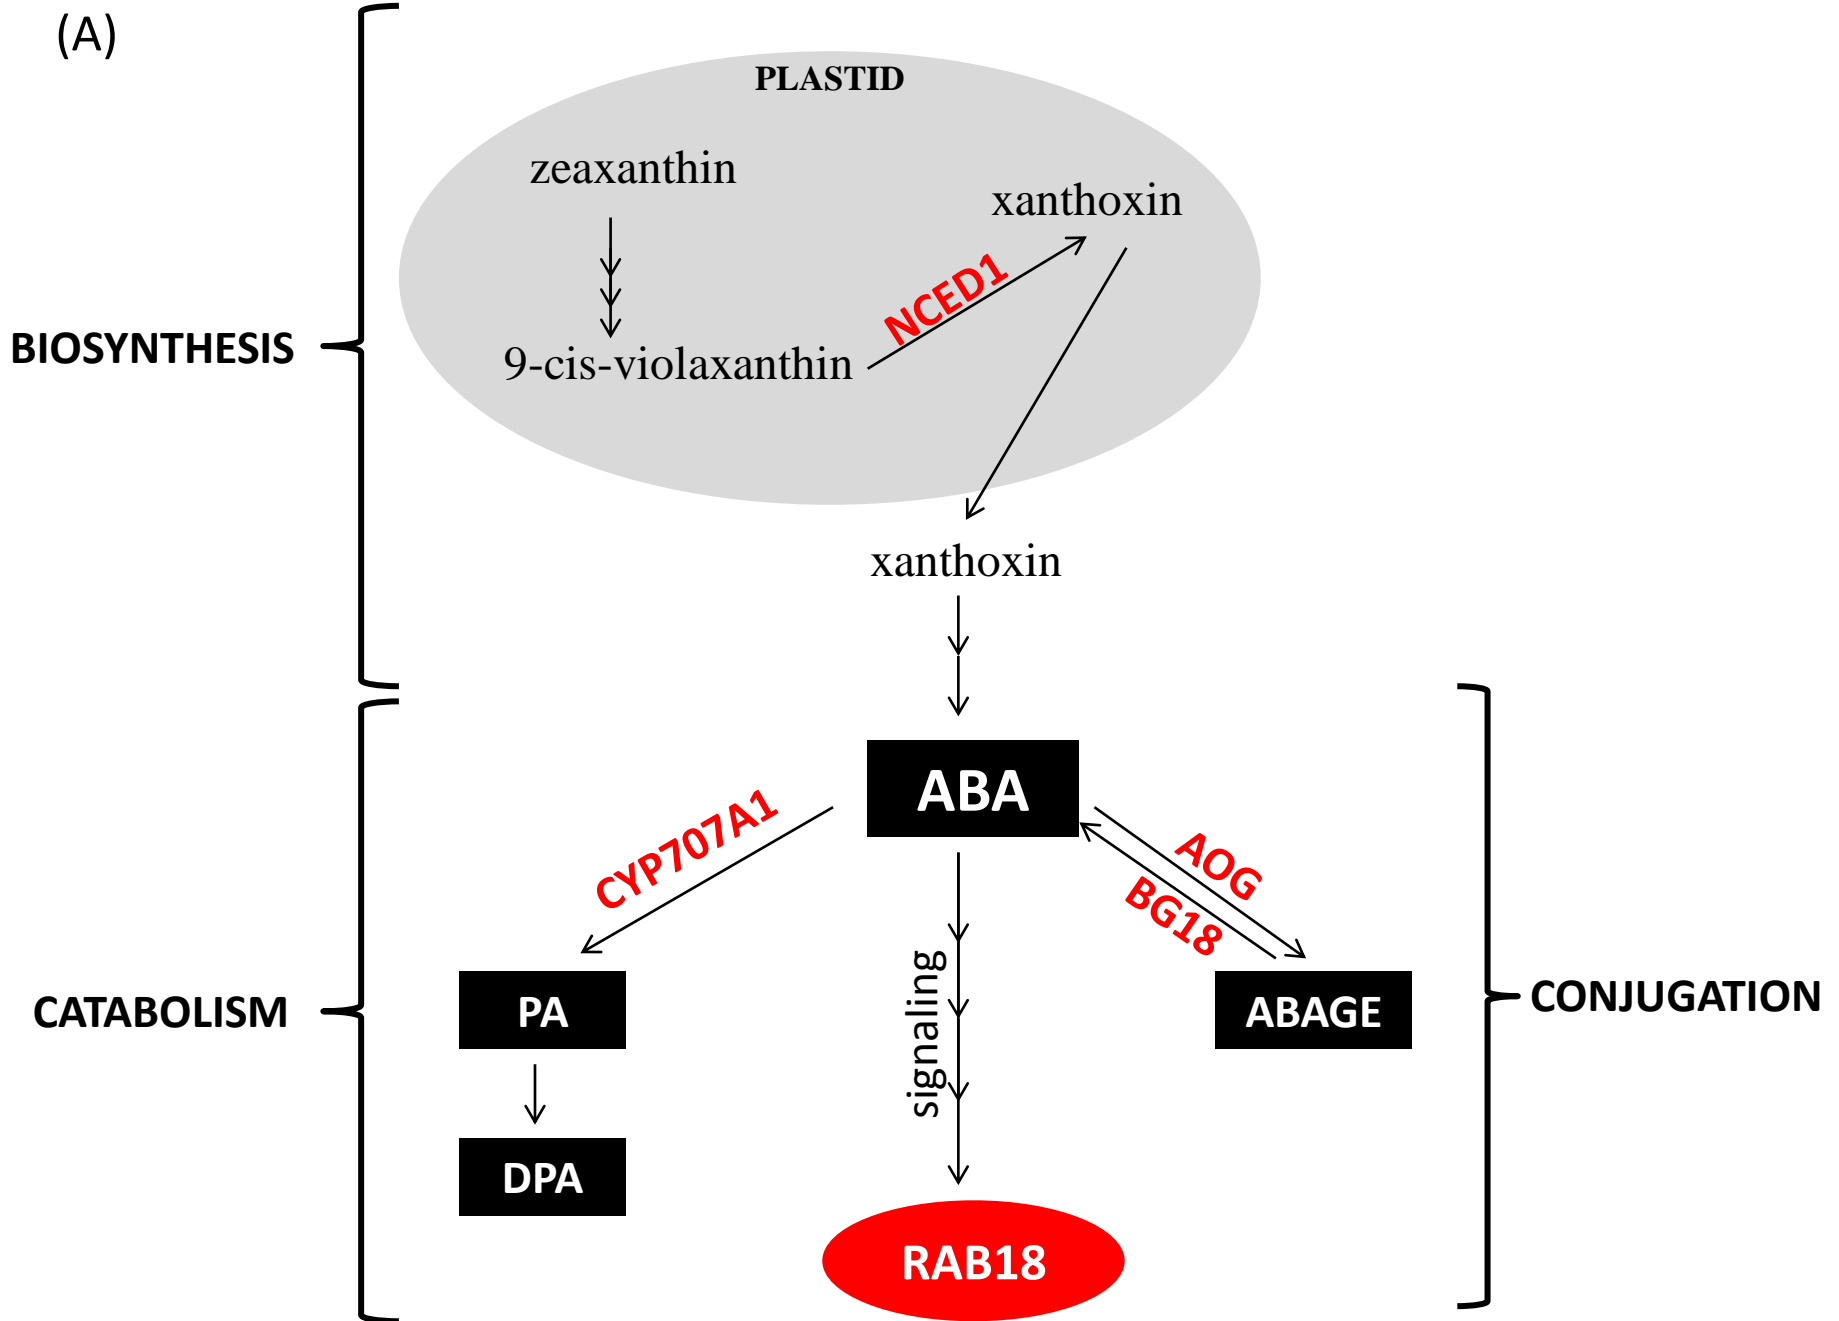 (A)
PLASTID
zeaxanthin
xanthoxin
NCED1
BIOSYNTHESIS
9-cis-violaxanthin
xanthoxin
ABA
CYP707A1
AOG
BG18
signaling
PA
ABAGE
CATABOLISM
CONJUGATION
DPA
RAB18